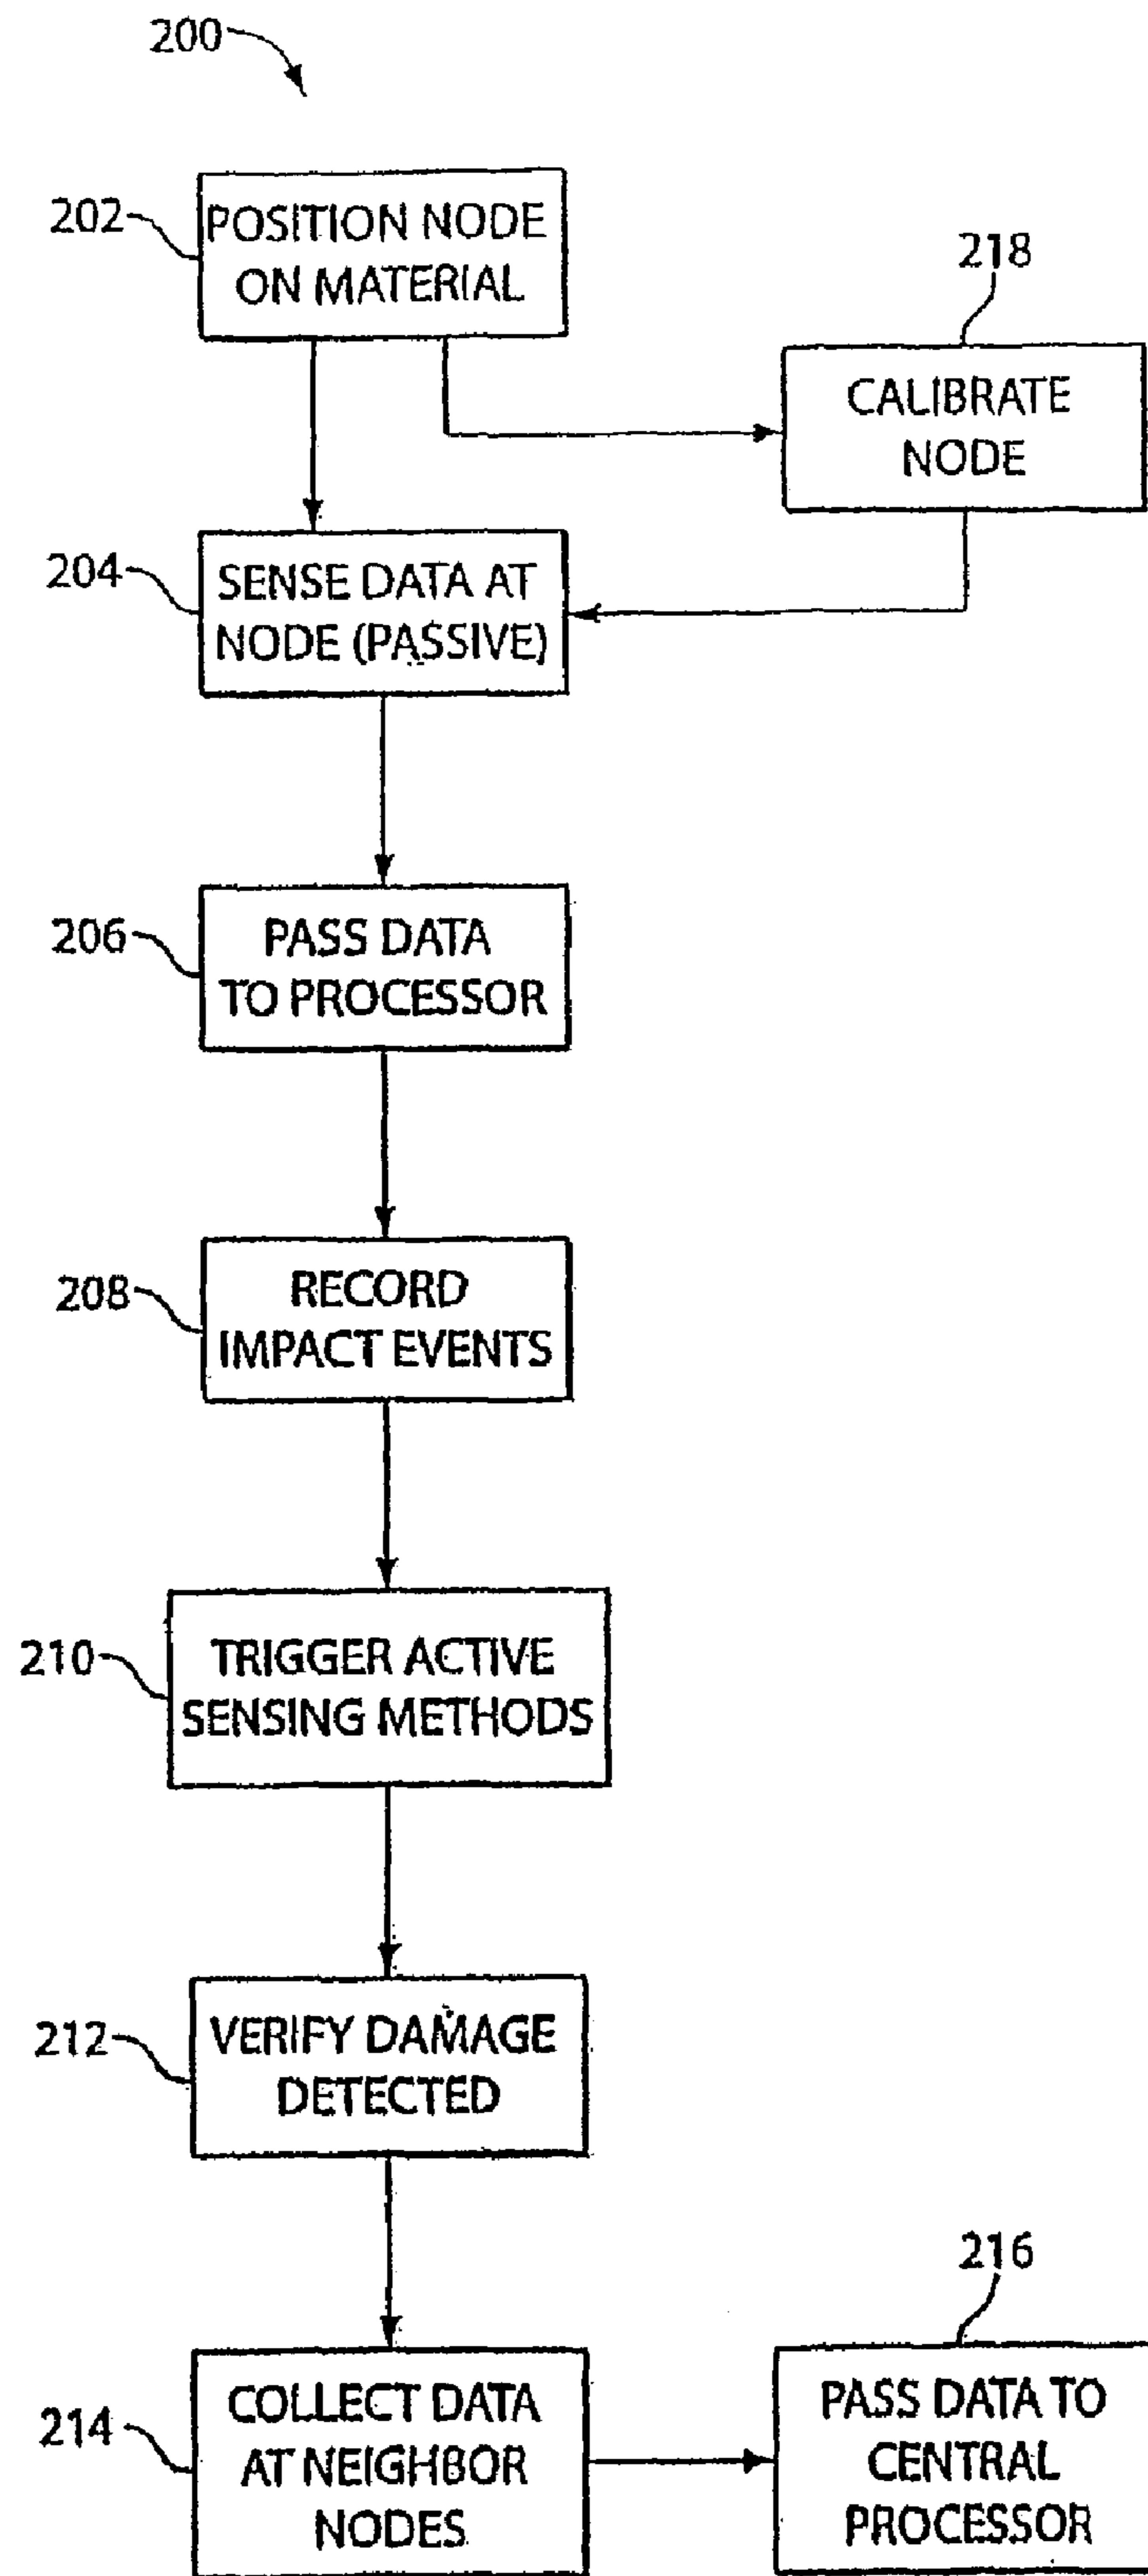 200
202
POSITION NODE
ON MATERIAL
218
CALIBRATE
NODE
204
SENSE DATA AT
NODE (PASSIVE)
206
PASS DATA
TO PROCESSOR
208
RECORD
IMPACT EVENTS
210
TRIGGER ACTIVE
SENSING METHODS
212
VERIFY DAMAGE
DETECTED
214
COLLECT DATA
AT NEIGHBOR
NODES
216
PASS DATA TO
CENTRAL
PROCESSOR